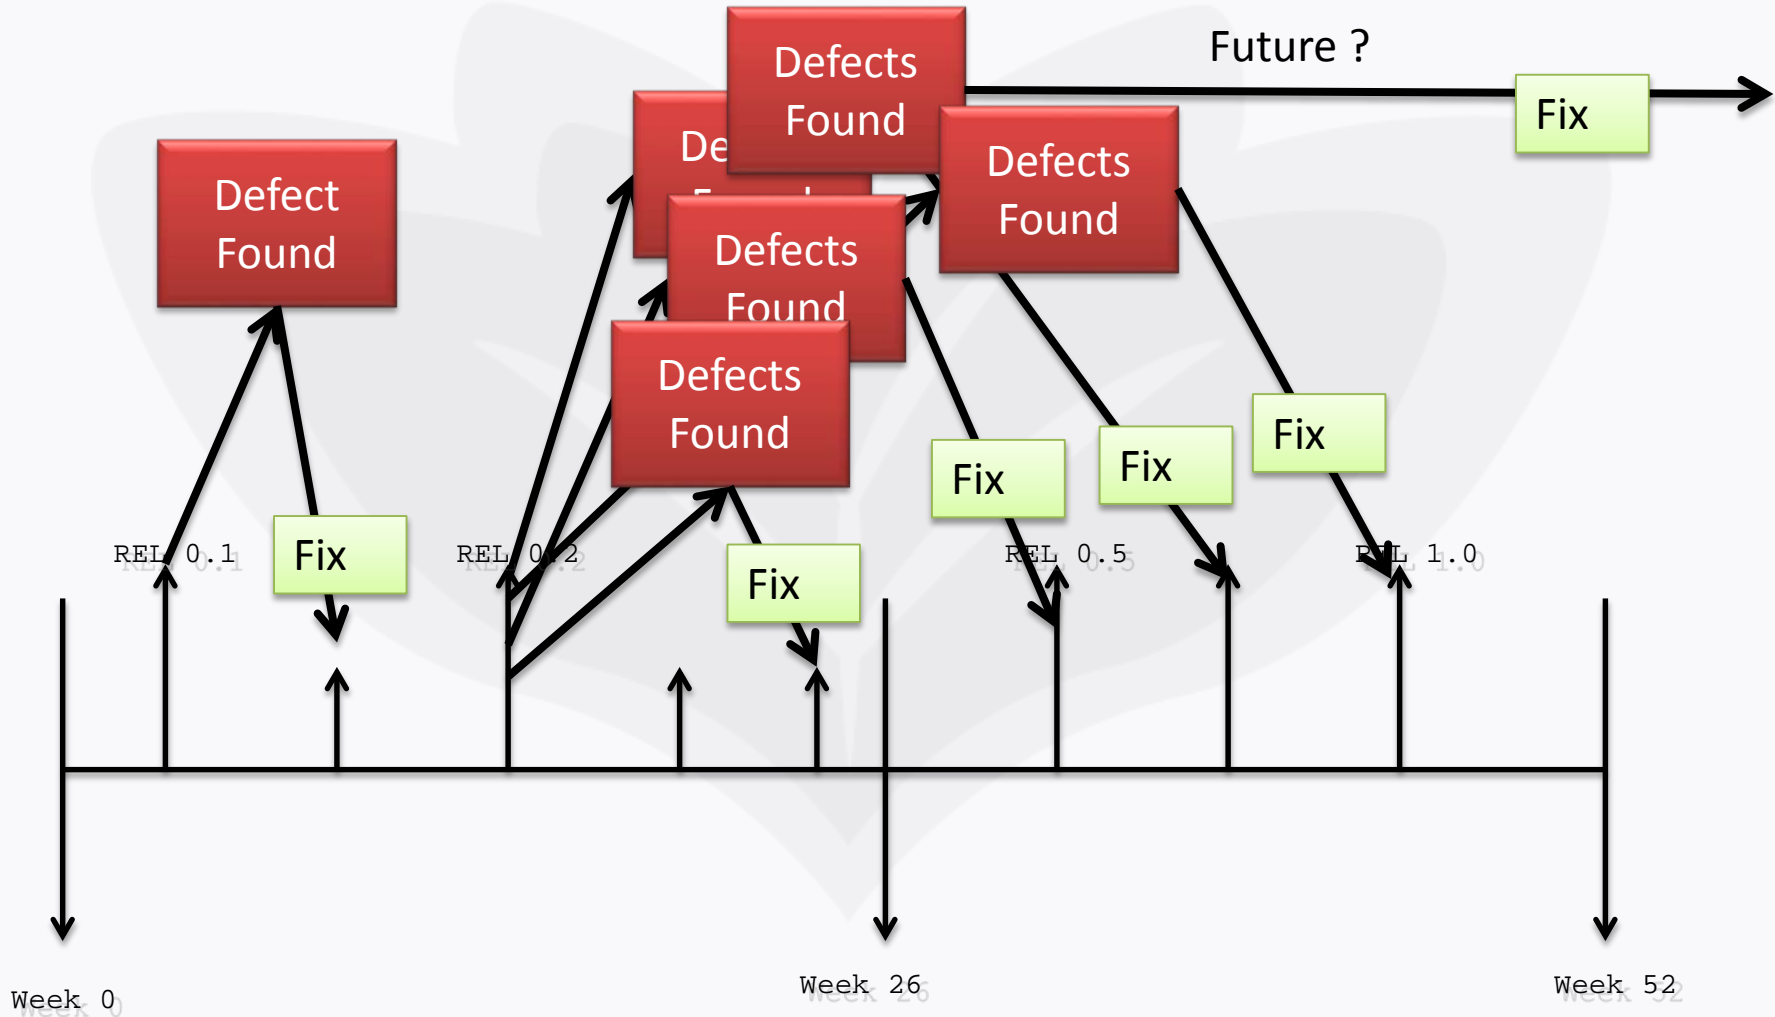 Defects
Found
Future ?
Fix
Defects
Found
Defect
Found
Defects
Found
Defects
Found
Fix
Fix
Fix
Fix
Fix
REL 0.1
REL 0.2
REL 0.5
REL 1.0
Week 0
Week 26
Week 52